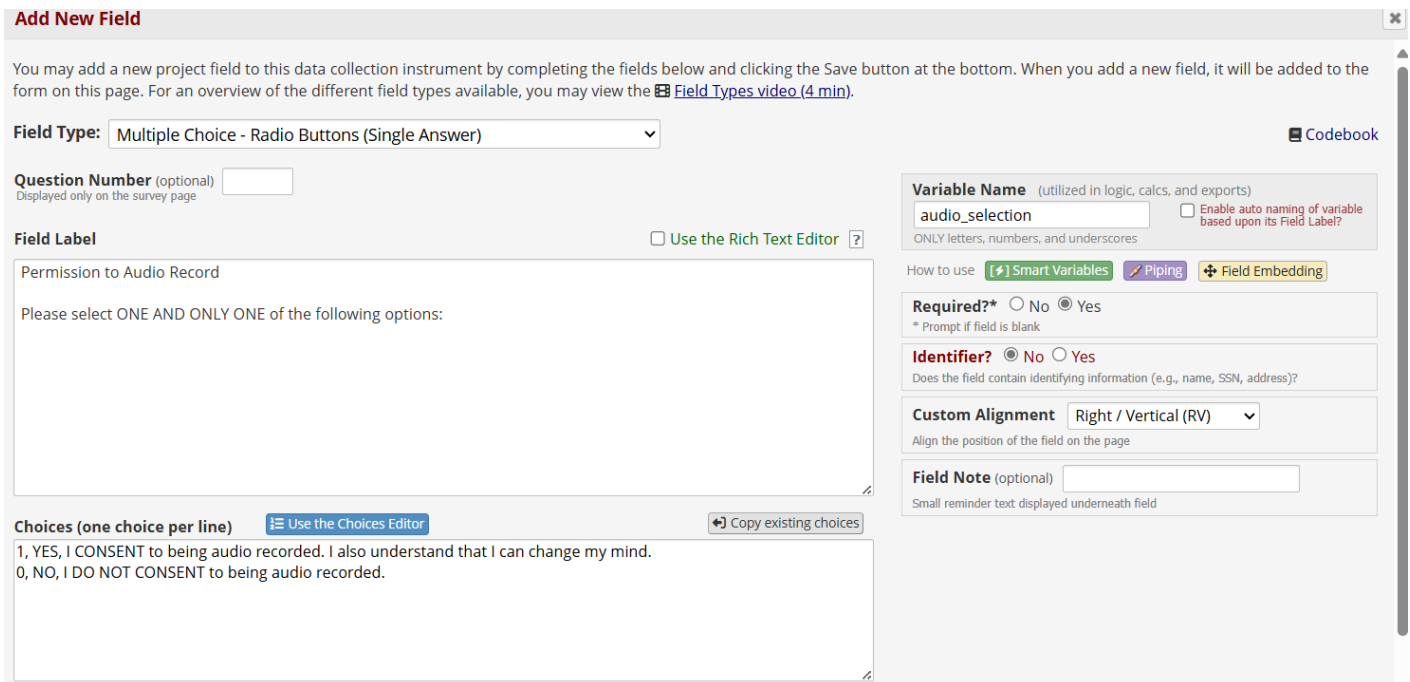 Add New Field
You may add a new project field to this data collection instrument by completing the fields below and clicking the Save button at the bottom. When you add a new field, it will be added to the
form on this page. For an overview of the different field types available, you may view the Field Types video (4 min).
Field Type: Multiple Choice - Radio Buttons (Single Answer)
Codebook
Question Number (optional)
Displayed only on the survey page
Field Label
Use the Rich Text Editor ?
Permission to Audio Record
Please select ONE AND ONLY ONE of the following options:
Choices (one choice per line) Use the Choices Editor Copy existing choices
1, YES, I CONSENT to being audio recorded. I also understand that I can change my mind.
0, NO, I DO NOT CONSENT to being audio recorded.
Variable Name (utilized in logic, calcs, and exports)
audio_selection
Enable auto naming of variable
based upon its Field Label?
ONLY letters, numbers, and underscores
How to use [⚡] Smart Variables Piping Field Embedding
Required?* No Yes
* Prompt if field is blank
Identifier? No Yes
Does the field contain identifying information (e.g., name, SSN, address)?
Custom Alignment Right / Vertical (RV)
Align the position of the field on the page
Field Note (optional)
Small reminder text displayed underneath field